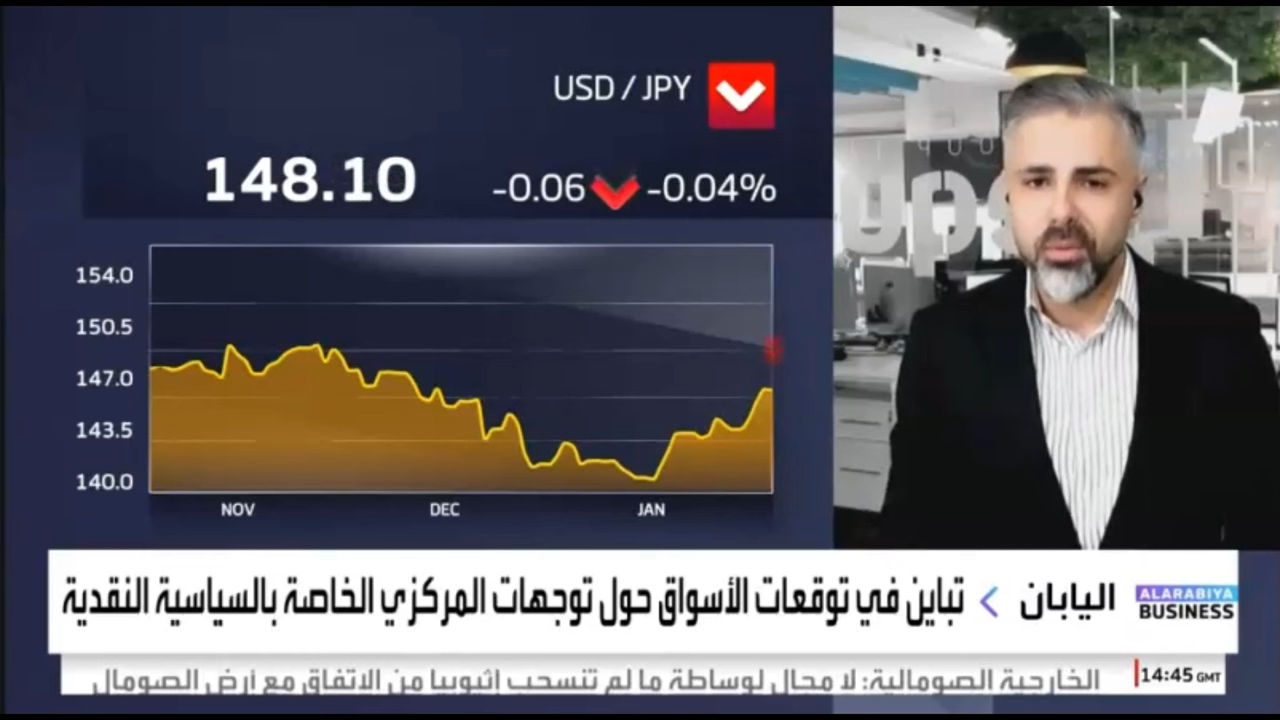 USD / JPY
148.10 -0.06 -0.04%
154.0
150.5
147.0
143.5
140.0
NOV DEC JAN
ALARABIYA
BUSINESS
اليابان > تباين في توقعات الأسواق حول توجهات المركزي الخاصة بالسياسية النقدية
14:45 GMT
الخارجية الصومالية: لا مجال لوساطة ما لم تنسحب إثيوبيا من الاتفاق مع أرض الصومال